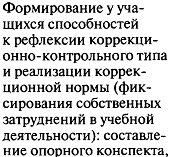 Формирование у уча-
щихся способностей
к рефлексии коррекци-
онно-контрольного типа
и реализации коррек-
ционной нормы (фик-
сирования собственных
затруднений в учебной
деятельности): составле-
ние опорного конспекта,